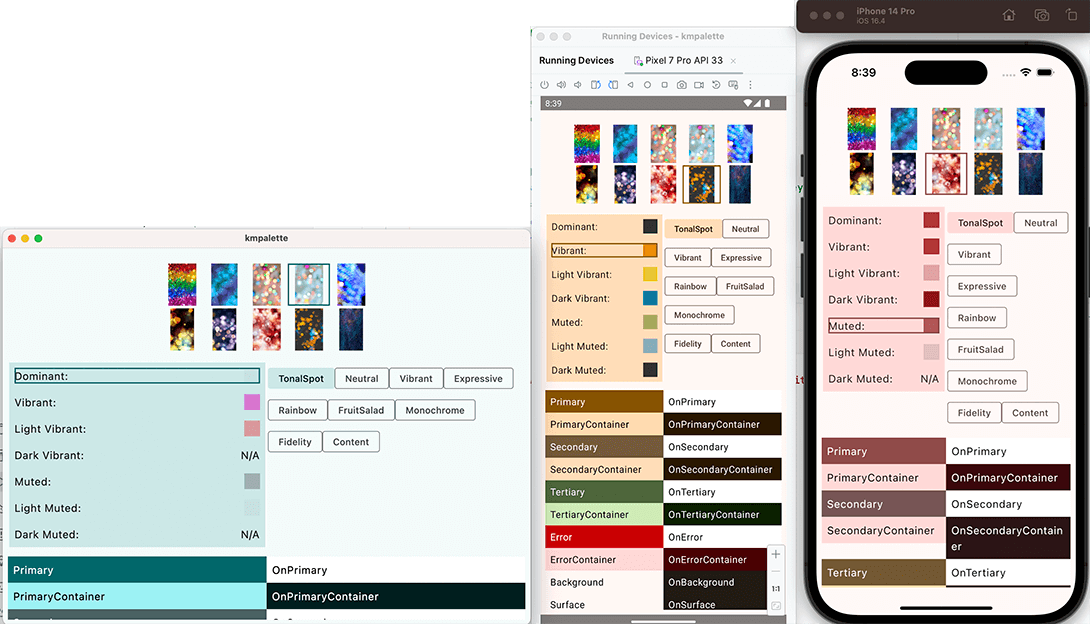 kmpalette
Dominant:
Vibrant:
Light Vibrant:
Dark Vibrant: N/A
Muted:
Light Muted:
Dark Muted: N/A
TonalSpot Neutral Vibrant Expressive
Rainbow FruitSalad Monochrome
Fidelity Content
Primary OnPrimary
PrimaryContainer OnPrimaryContainer
Running Devices - kmpalette
Running Devices Pixel 7 Pro API 33
8:39
Dominant:
Vibrant:
Light Vibrant:
Dark Vibrant:
Muted:
Light Muted:
Dark Muted:
TonalSpot Neutral
Vibrant Expressive
Rainbow FruitSalad
Monochrome
Fidelity Content
Primary OnPrimary
PrimaryContainer OnPrimaryContainer
Secondary OnSecondary
SecondaryContainer OnSecondaryContainer
Tertiary OnTertiary
TertiaryContainer OnTertiaryContainer
Error OnError
ErrorContainer OnErrorContainer
Background OnBackground
Surface OnSurface
1:1
iPhone 14 Pro
iOS 16.4
8:39
Dominant:
Vibrant:
Light Vibrant:
Dark Vibrant:
Muted:
Light Muted:
Dark Muted: N/A
TonalSpot Neutral
Vibrant
Expressive
Rainbow
FruitSalad
Monochrome
Fidelity Content
Primary OnPrimary
PrimaryContainer OnPrimaryContainer
Secondary OnSecondary
SecondaryContainer OnSecondaryContain
er
Tertiary OnTertiary